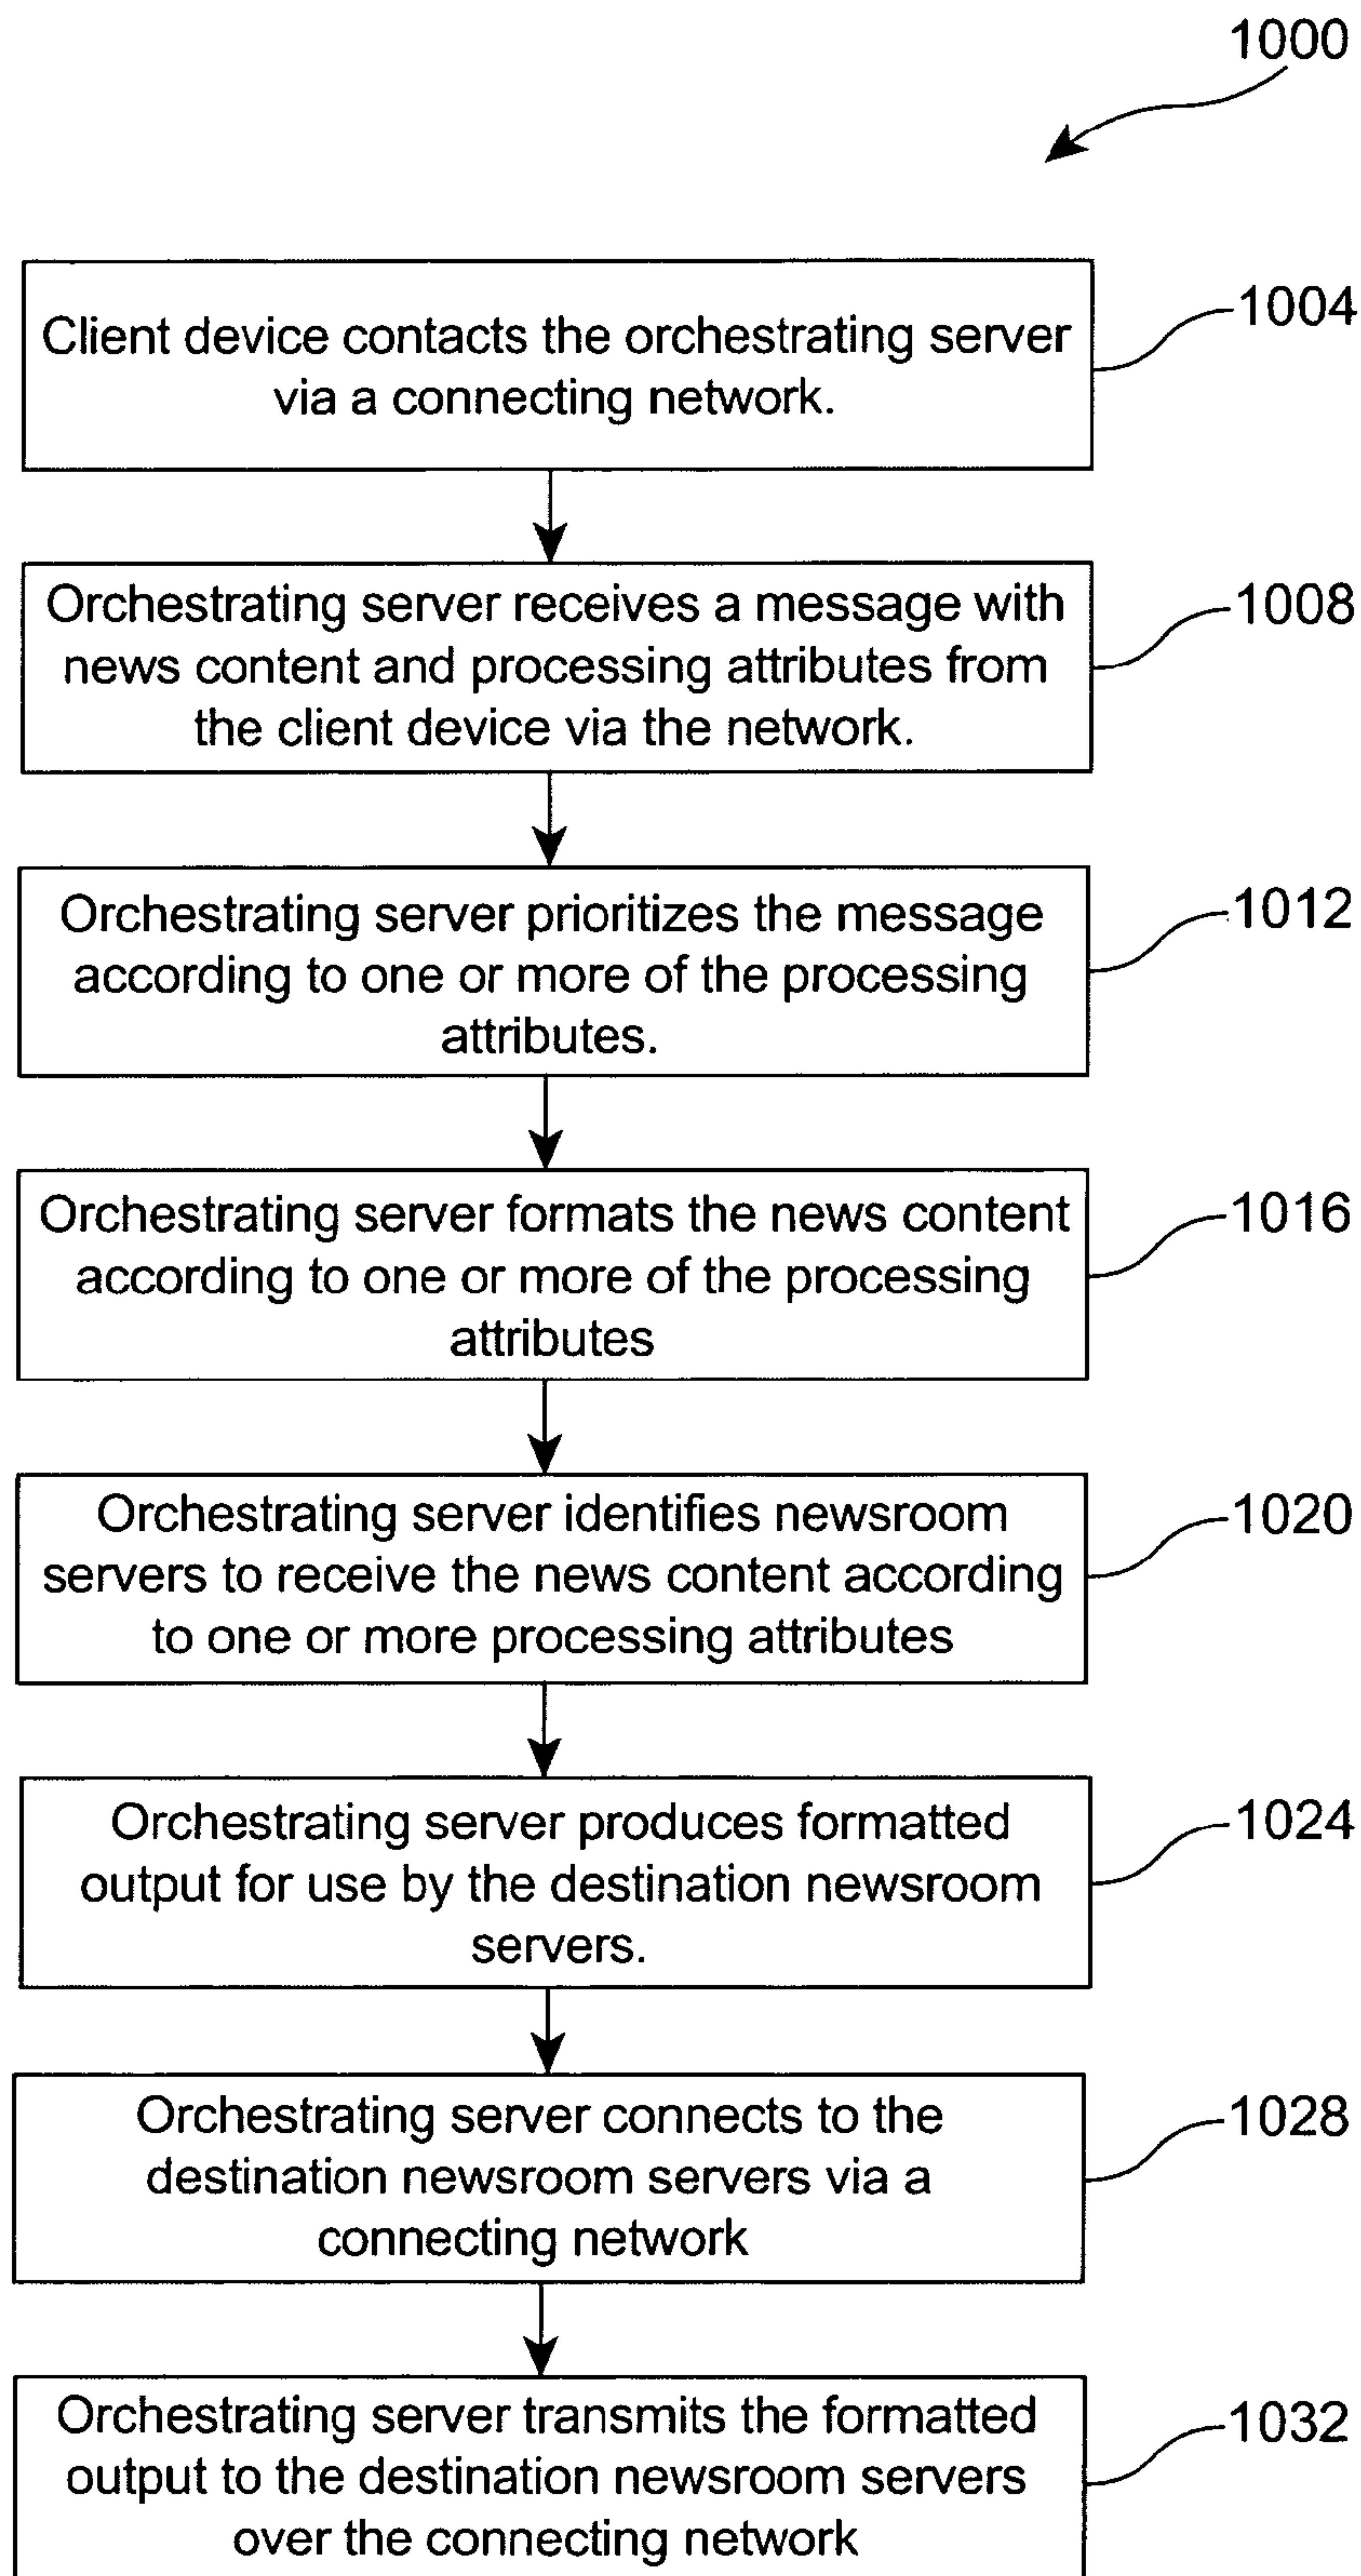 1000
Client device contacts the orchestrating server
via a connecting network.
1004
Orchestrating server receives a message with
news content and processing attributes from
the client device via the network.
1008
Orchestrating server prioritizes the message
according to one or more of the processing
attributes.
1012
Orchestrating server formats the news content
according to one or more of the processing
attributes
1016
Orchestrating server identifies newsroom
servers to receive the news content according
to one or more processing attributes
1020
Orchestrating server produces formatted
output for use by the destination newsroom
servers.
1024
Orchestrating server connects to the
destination newsroom servers via a
connecting network
1028
Orchestrating server transmits the formatted
output to the destination newsroom servers
over the connecting network
1032